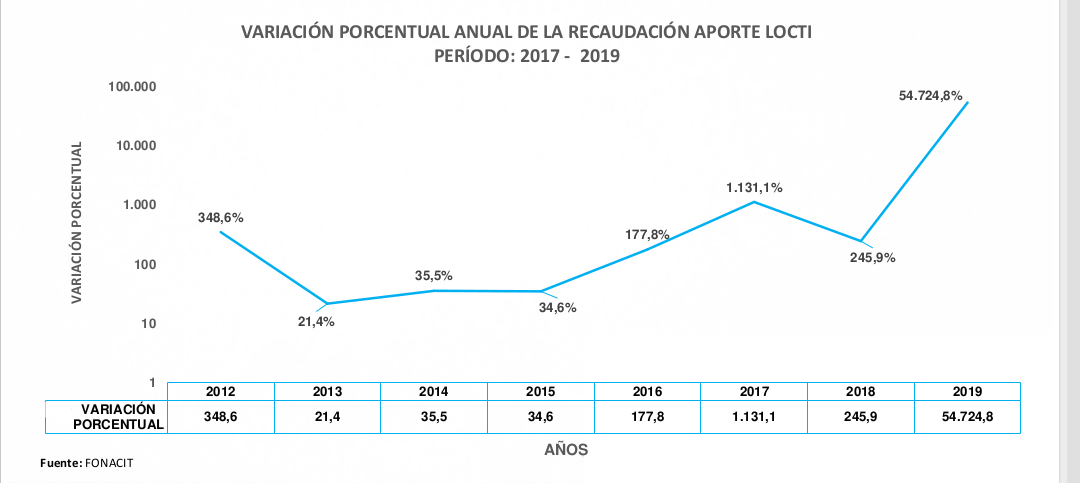 VARIACIÓN PORCENTUAL ANUAL DE LA RECAUDACIÓN APORTE LOCTI
PERÍODO: 2017 - 2019
100.000
10.000
1.000
100
10
1
VARIACIÓN PORCENTUAL
348,6%
21,4%
35,5%
34,6%
177,8%
1.131,1%
245,9%
54.724,8%
2012 2013 2014 2015 2016 2017 2018 2019
VARIACIÓN
PORCENTUAL
348,6 21,4 35,5 34,6 177,8 1.131,1 245,9 54.724,8
AÑOS
Fuente: FONACIT